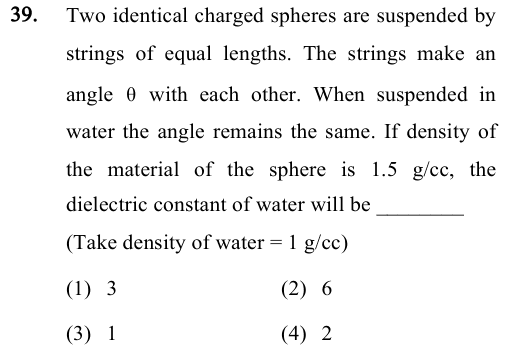 39. Two identical charged spheres are suspended by
strings of equal lengths. The strings make an
angle θ with each other. When suspended in
water the angle remains the same. If density of
the material of the sphere is 1.5 g/cc, the
dielectric constant of water will be ________
(Take density of water = 1 g/cc)
(1) 3 (2) 6
(3) 1 (4) 2